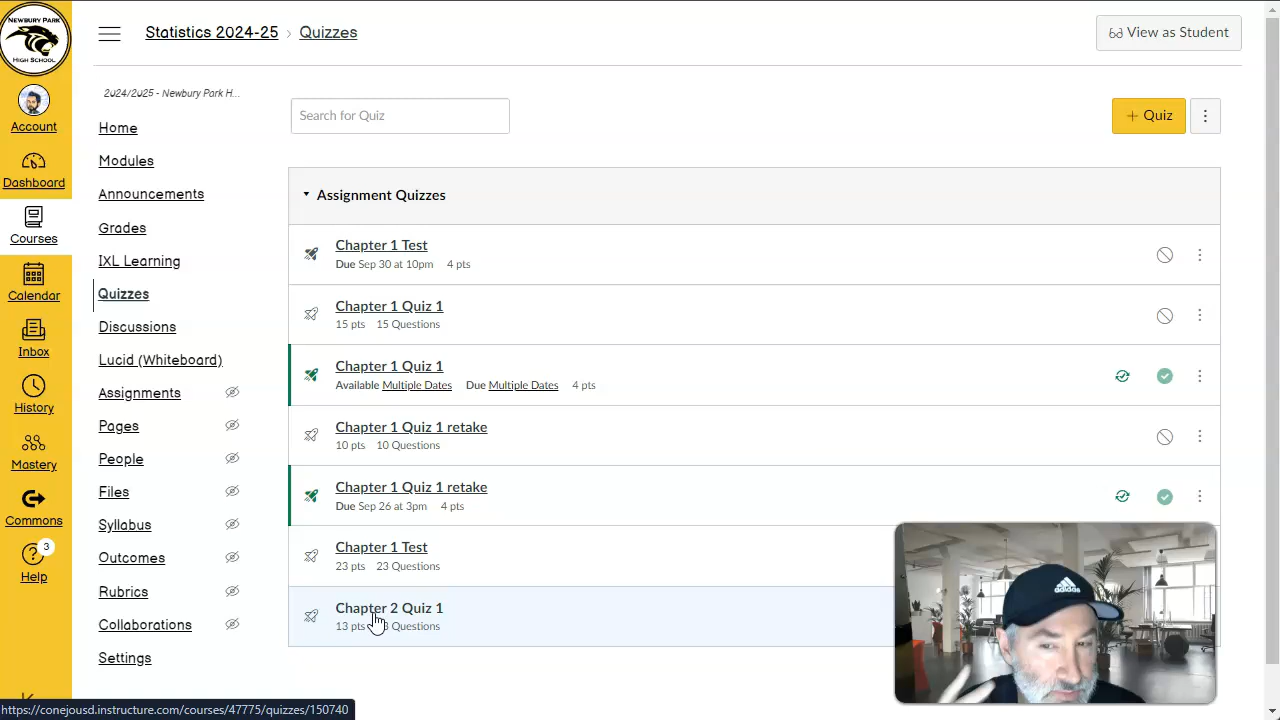 NEWBURY PARK
HIGH SCHOOL
Account
Dashboard
Courses
Calendar
Inbox
History
Mastery
Commons
3
Help
Statistics 2024-25 › Quizzes
View as Student
2024/2025 - Newbury Park H...
Home
Modules
Announcements
Grades
IXL Learning
Quizzes
Discussions
Lucid (Whiteboard)
Assignments
Pages
People
Files
Syllabus
Outcomes
Rubrics
Collaborations
Settings
Search for Quiz
+ Quiz
Assignment Quizzes
Chapter 1 Test
Due Sep 30 at 10pm 4 pts
Chapter 1 Quiz 1
15 pts 15 Questions
Chapter 1 Quiz 1
Available Multiple Dates Due Multiple Dates 4 pts
Chapter 1 Quiz 1 retake
10 pts 10 Questions
Chapter 1 Quiz 1 retake
Due Sep 26 at 3pm 4 pts
Chapter 1 Test
23 pts 23 Questions
Chapter 2 Quiz 1
13 pts Questions
adidas
https://conejousd.instructure.com/courses/47775/quizzes/150740